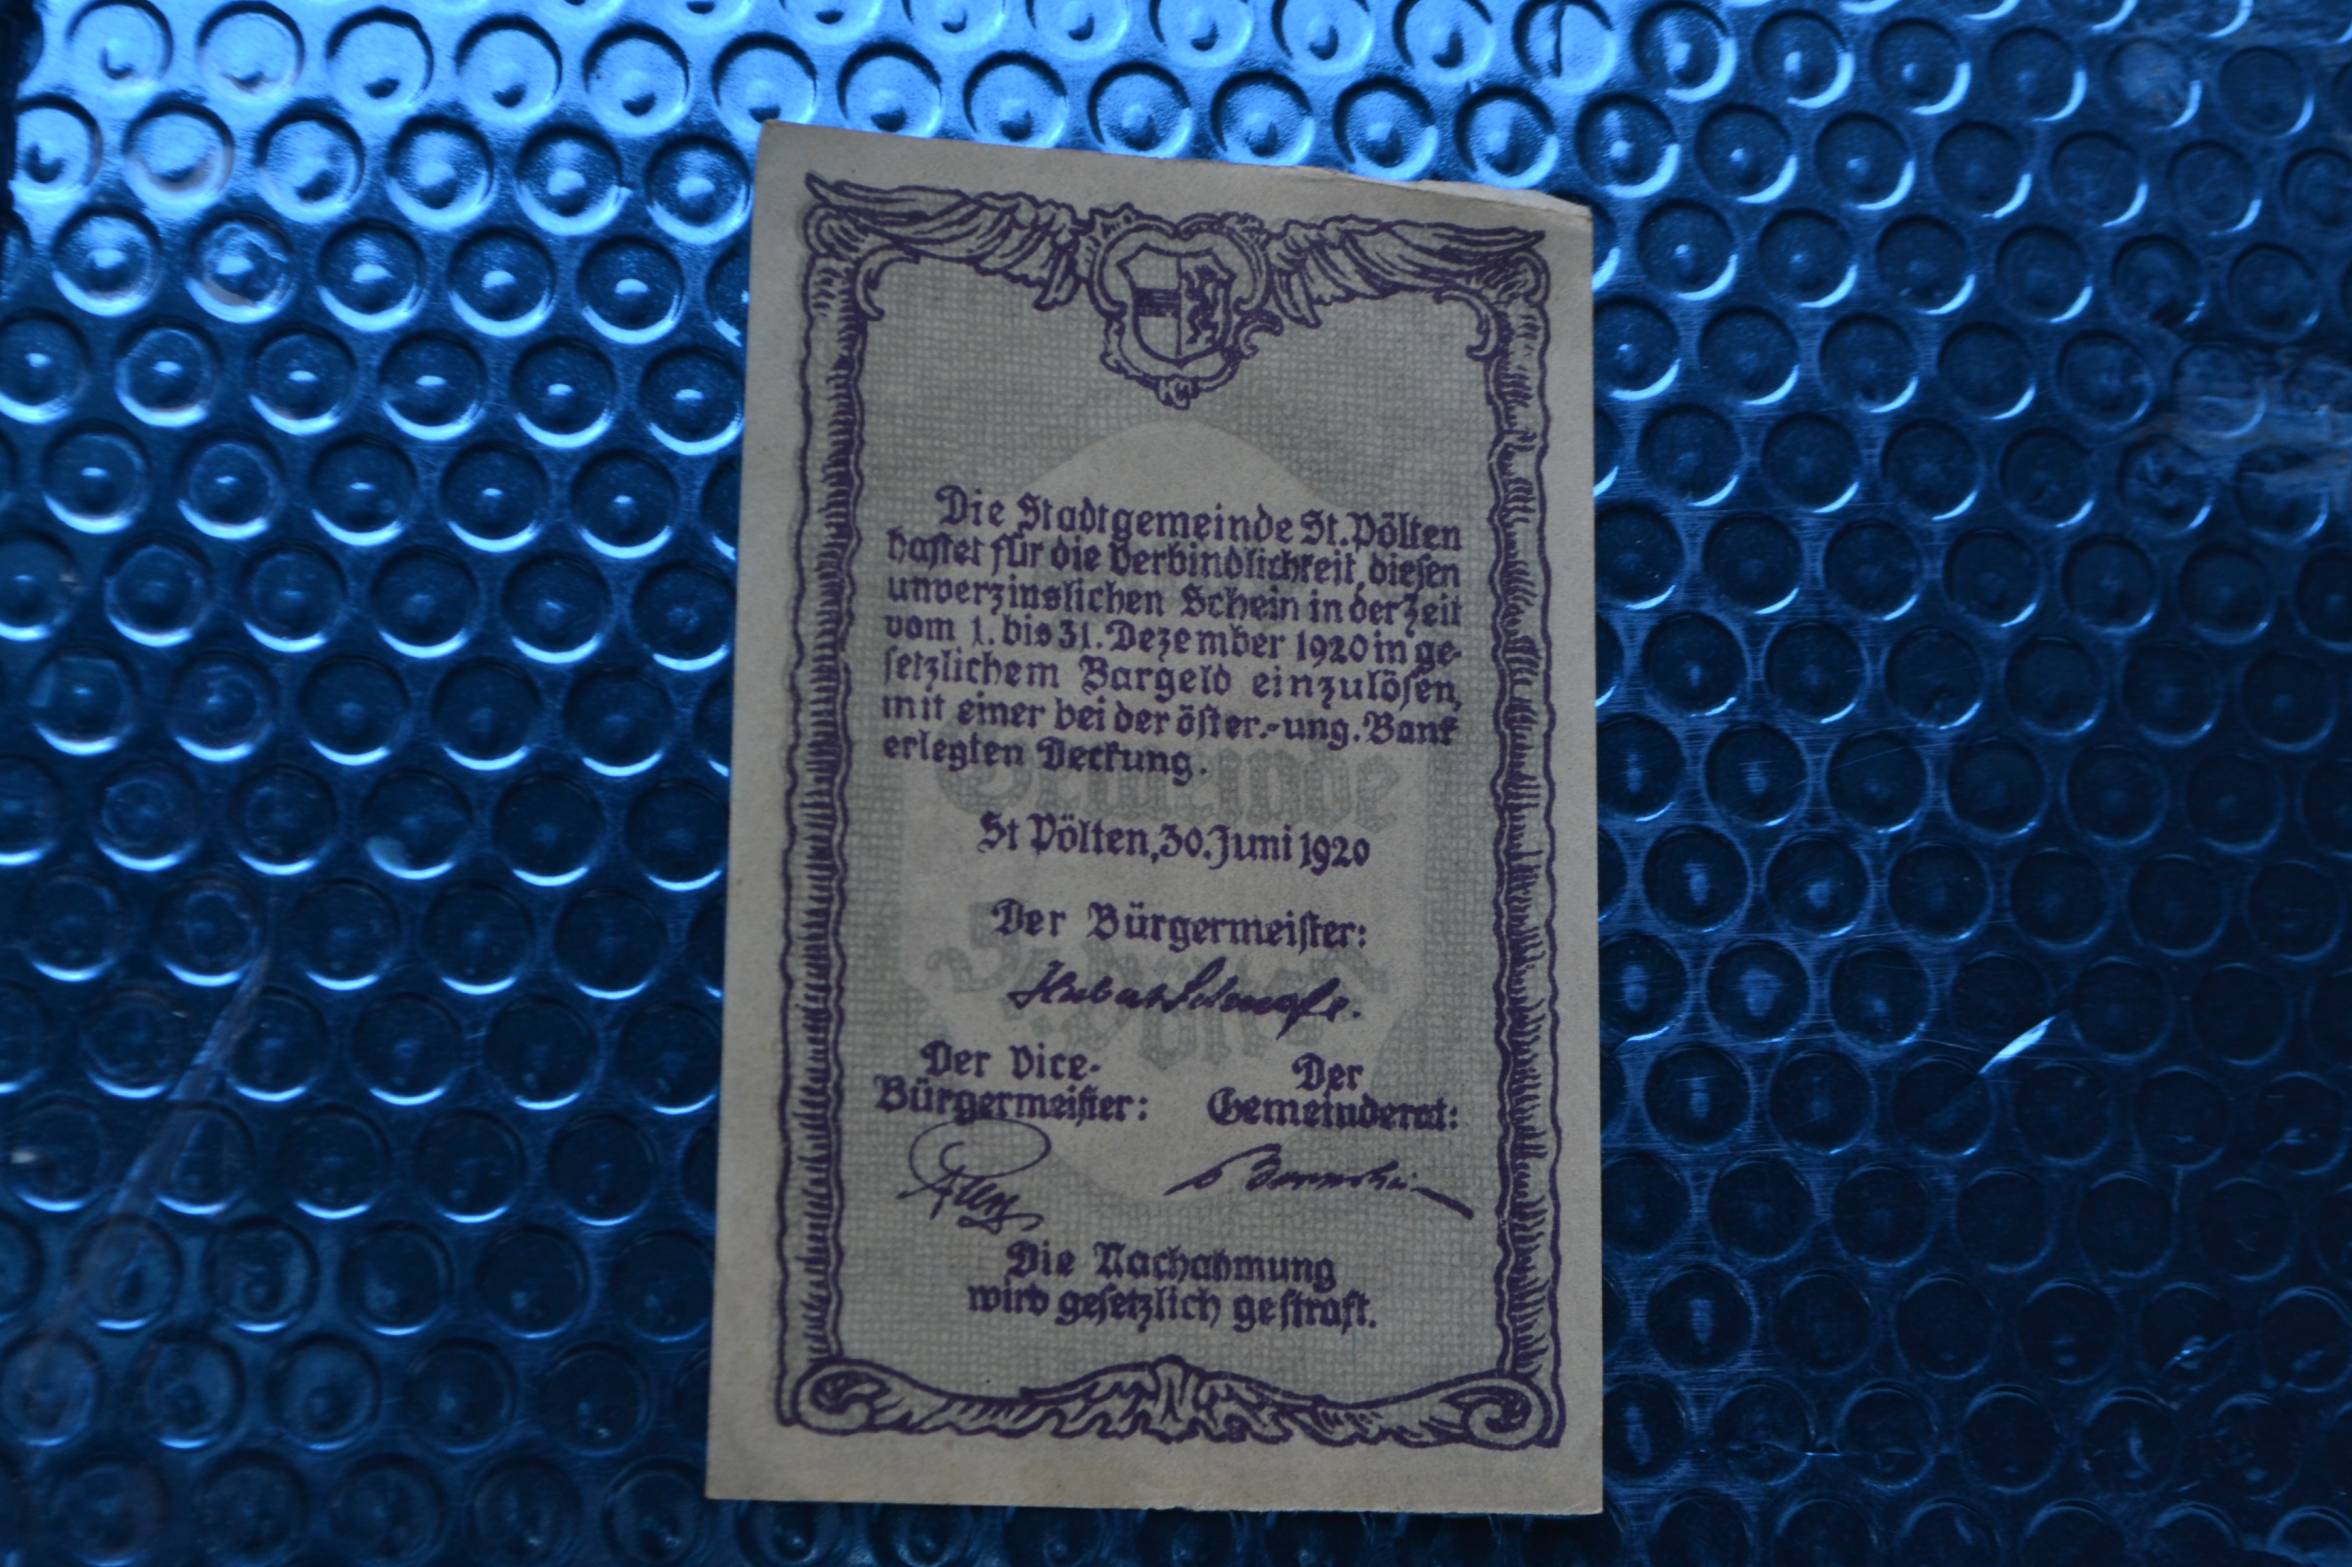 Die Stadtgemeinde St. Pölten
haftet für die Verbindlichkeit, diesen
unverzinslichen Schein in der Zeit
vom 1. bis 31. Dezember 1920 in ge-
setzlichem Bargeld einzulösen,
mit einer bei der öster.-ung. Bank
erlegten Deckung.
Gemeinde
St Pölten, 30. Juni 1920
Der Bürgermeister:
Der Vice-
Bürgermeister:
Der
Gemeinderat:
Die Nachahmung
wird gesetzlich gestraft.